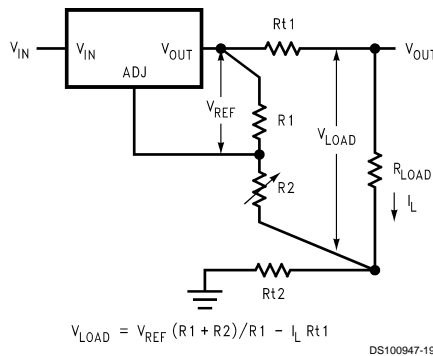 Rt1
V_IN V_IN V_OUT V_OUT
ADJ
V_REF R1 V_LOAD
R_LOAD
R2 I_L
Rt2
V_LOAD = V_REF (R1 + R2) / R1 − I_L Rt1
DS100947-19